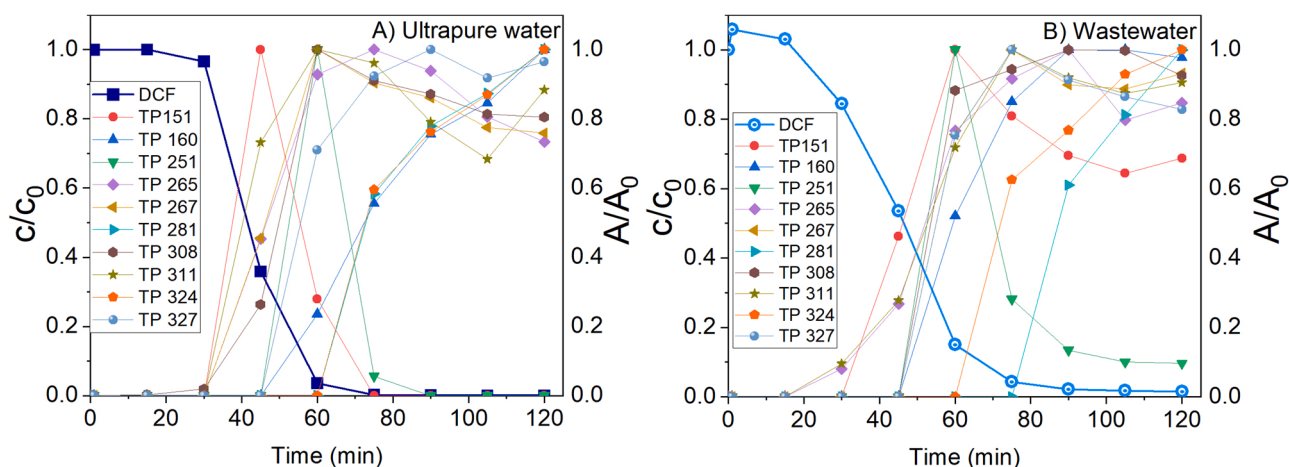 A) Ultrapure water
1.0
0.8
0.6
0.4
0.2
0.0
c/c0
DCF
TP151
TP 160
TP 251
TP 265
TP 267
TP 281
TP 308
TP 311
TP 324
TP 327
1.0
0.8
0.6
0.4
0.2
0.0
A/A0
0 20 40 60 80 100 120
Time (min)
B) Wastewater
1.0
0.8
0.6
0.4
0.2
0.0
c/c0
DCF
TP151
TP 160
TP 251
TP 265
TP 267
TP 281
TP 308
TP 311
TP 324
TP 327
1.0
0.8
0.6
0.4
0.2
0.0
A/A0
0 20 40 60 80 100 120
Time (min)